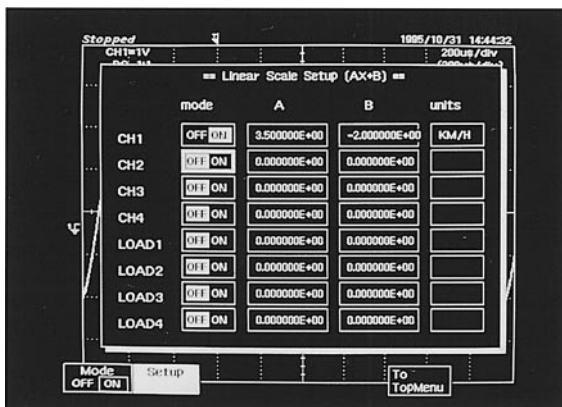 Stopped 1995/10/31 14:44:32
CH1=1V 200us/div
== Linear Scale Setup (AX+B) ==
mode A B units
CH1 OFF ON 3.500000E+00 -2.000000E+00 KM/H
CH2 OFF ON 0.000000E+00 0.000000E+00
CH3 OFF ON 0.000000E+00 0.000000E+00
CH4 OFF ON 0.000000E+00 0.000000E+00
LOAD1 OFF ON 0.000000E+00 0.000000E+00
LOAD2 OFF ON 0.000000E+00 0.000000E+00
LOAD3 OFF ON 0.000000E+00 0.000000E+00
LOAD4 OFF ON 0.000000E+00 0.000000E+00
Mode Setup To
OFF ON TopMenu